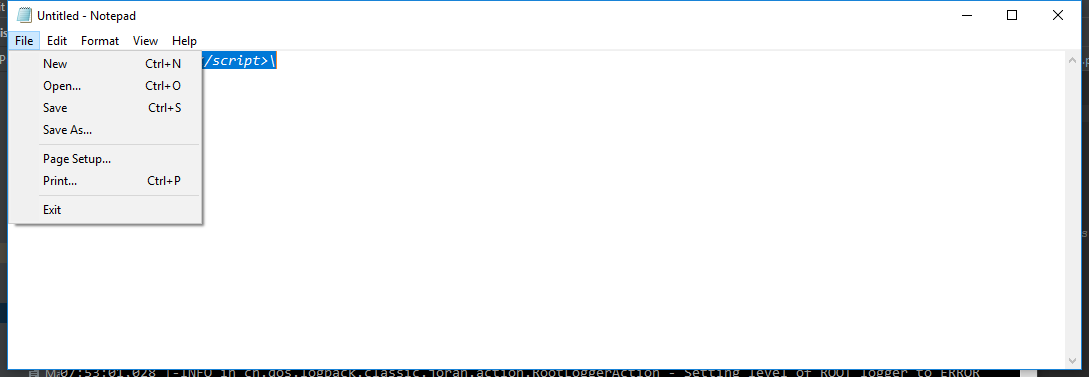 Untitled - Notepad
File Edit Format View Help
/script>\
New Ctrl+N
Open... Ctrl+O
Save Ctrl+S
Save As...
Page Setup...
Print... Ctrl+P
Exit
07:53:01.028 |-INFO in ch.qos.logback.classic.joran.action.RootLoggerAction - Setting level of ROOT logger to ERROR